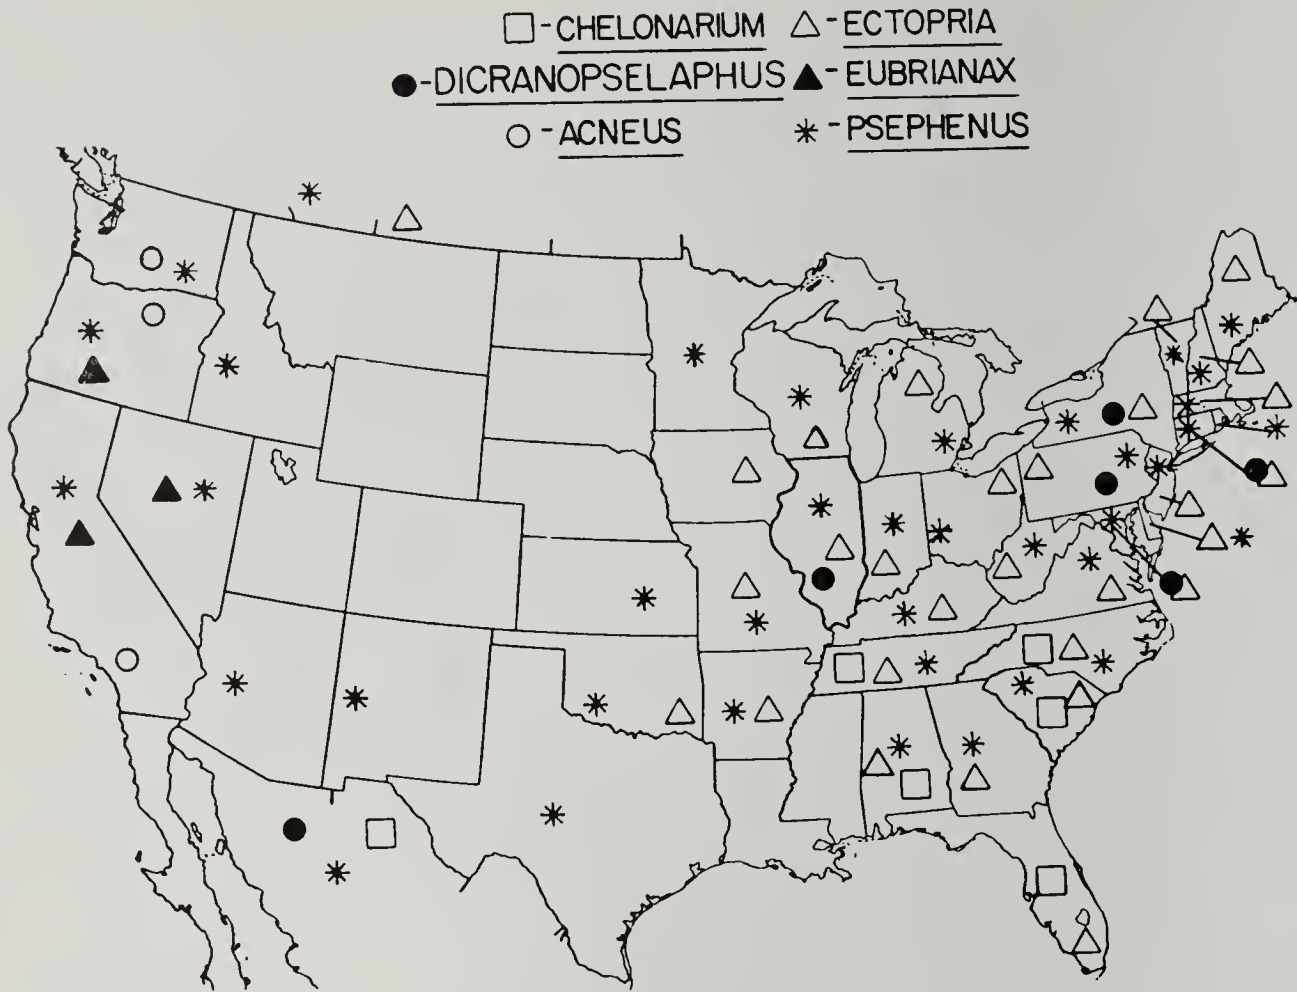 □ - CHELONARIUM △ - ECTOPRIA
● - DICRANOPSELAPHUS ▲ - EUBRIANAX
○ - ACNEUS ✳ - PSEPHENUS